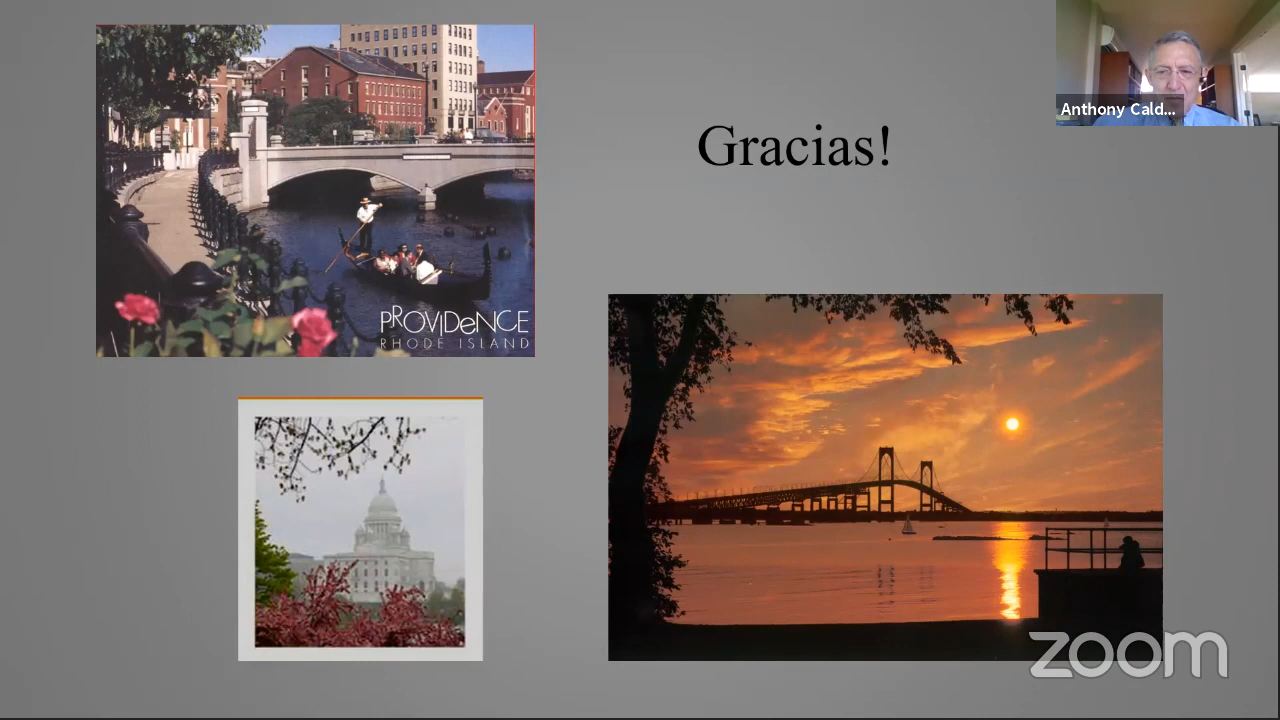 Gracias!
Anthony Cald...
PROVIDeNCE
RHODE ISLAND
zoom